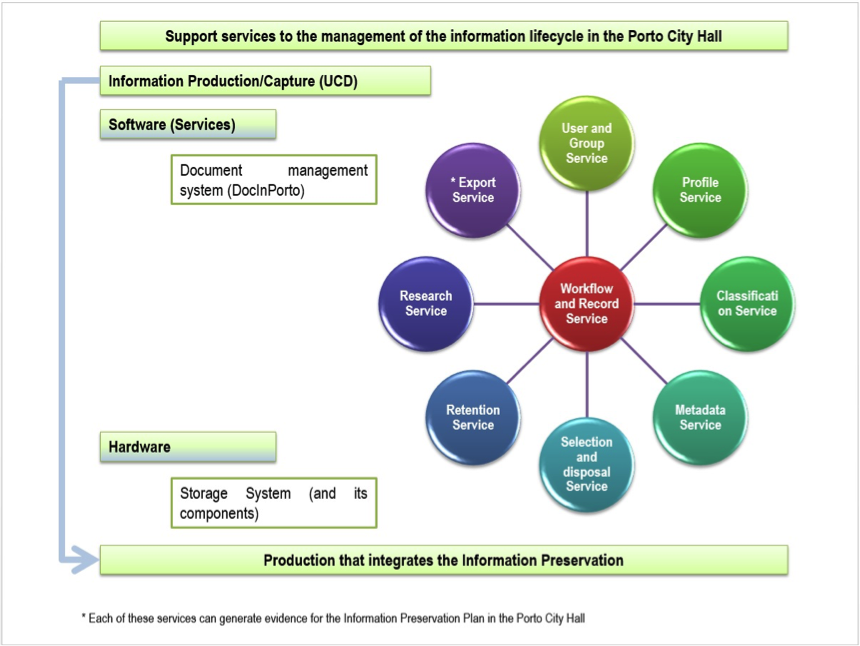 Support services to the management of the information lifecycle in the Porto City Hall
Information Production/Capture (UCD)
Software (Services)
Document management
system (DocInPorto)
User and
Group
Service
* Export
Service
Profile
Service
Research
Service
Workflow
and Record
Service
Classificati
on Service
Retention
Service
Metadata
Service
Selection
and
disposal
Service
Hardware
Storage System (and its
components)
Production that integrates the Information Preservation
* Each of these services can generate evidence for the Information Preservation Plan in the Porto City Hall